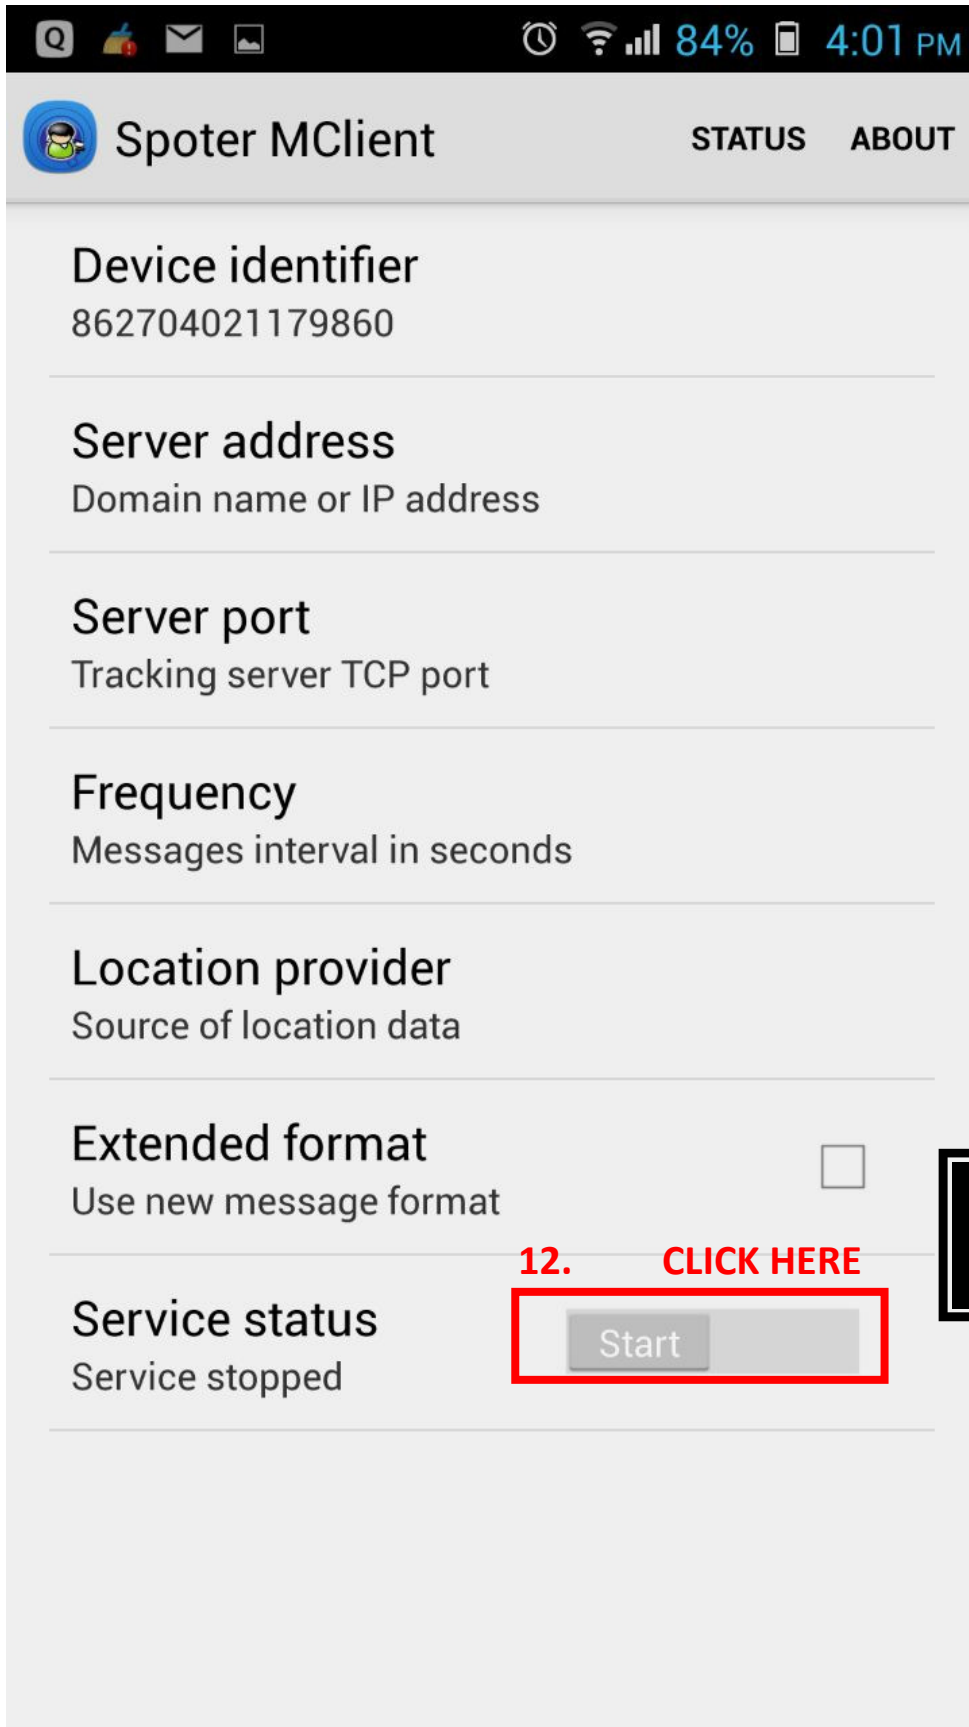 Q 84% 4:01 PM
Spoter MClient STATUS ABOUT
Device identifier
862704021179860
Server address
Domain name or IP address
Server port
Tracking server TCP port
Frequency
Messages interval in seconds
Location provider
Source of location data
Extended format
Use new message format
12. CLICK HERE
Service status
Start
Service stopped